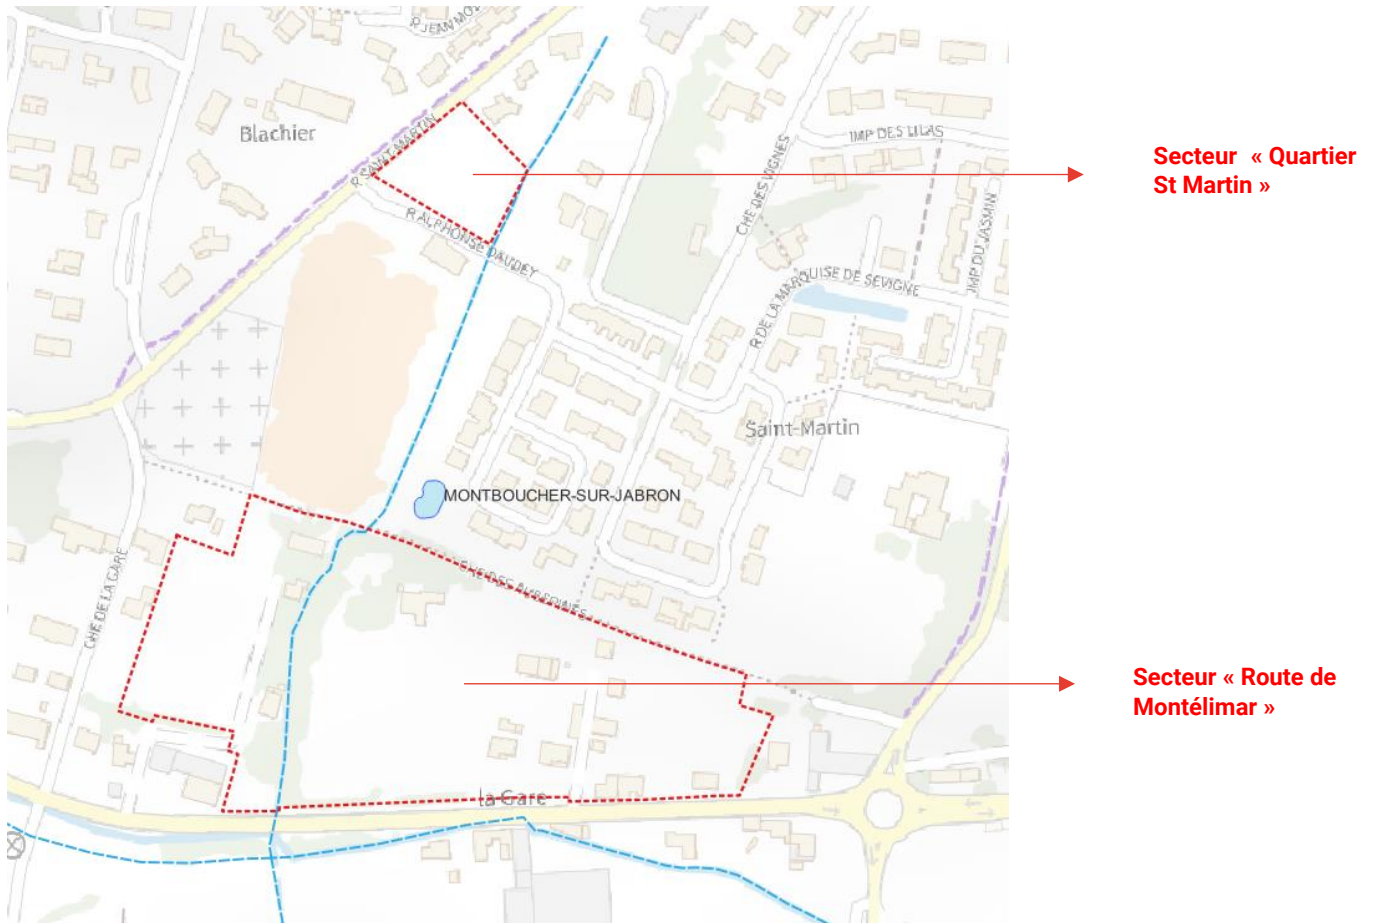 R JEAN MO
Blachier
R SAINT-MARTIN
IMP DES LILAS
Secteur « Quartier
St Martin »
CHE DES VIGNES
R ALPHONSE DAUDET
IMP DU JASMIN
R DE LA MARQUISE DE SEVIGNE
Saint-Martin
MONTBOUCHER-SUR-JABRON
CHE DE LA GARE
CHE DES AUBEPINES
Secteur « Route de
Montélimar »
la Gare